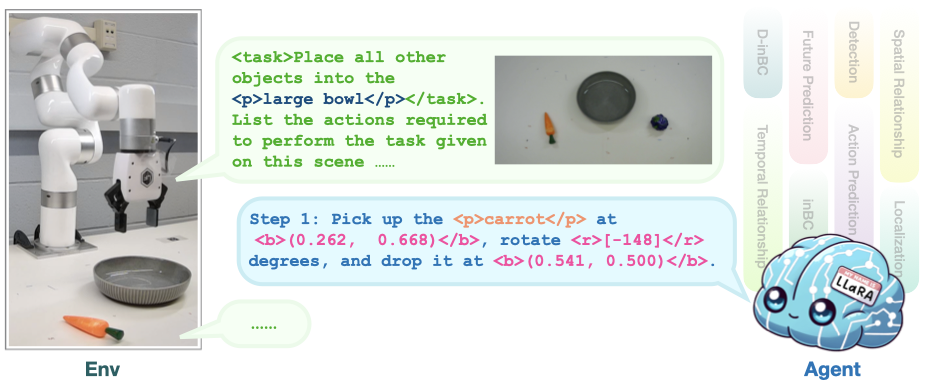 <task>Place all other
objects into the
<p>large bowl</p></task>.
List the actions required
to perform the task given
on this scene ……
Step 1: Pick up the <p>carrot</p> at
<b>(0.262, 0.668)</b>, rotate <r>[-148]</r>
degrees, and drop it at <b>(0.541, 0.500)</b>.
……
D-inBC
Temporal Relationship
Future Prediction
inBC
Detection
Action Prediction
Spatial Relationship
Localization
MY NAME IS
LLaRA
Env
Agent